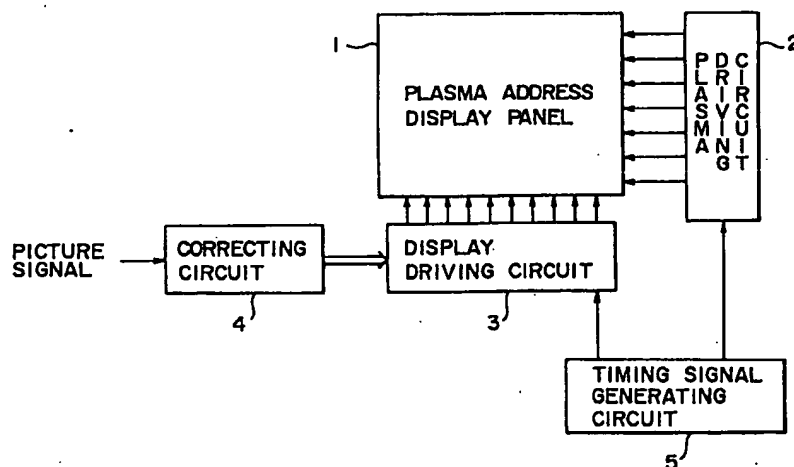 1
PLASMA ADDRESS
DISPLAY PANEL
PLASMA
DRIVING
CIRCUIT
2
PICTURE
SIGNAL
CORRECTING
CIRCUIT
4
DISPLAY
DRIVING CIRCUIT
3
TIMING SIGNAL
GENERATING
CIRCUIT
5